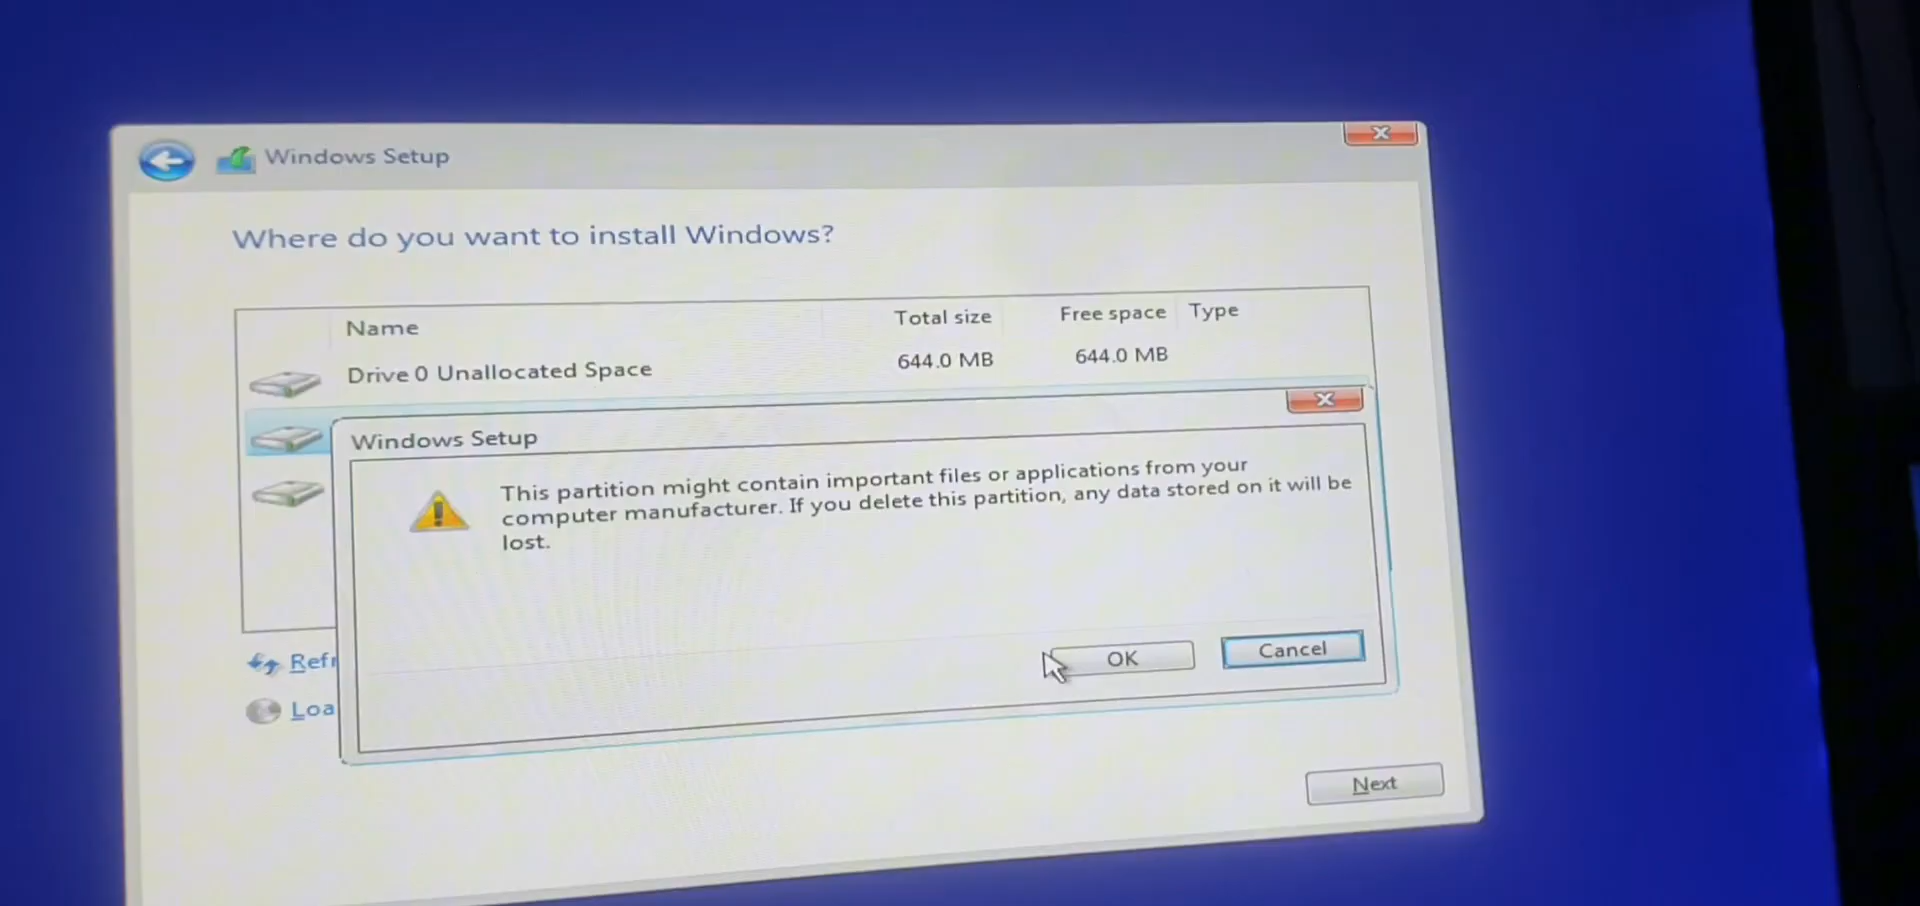 Windows Setup
Where do you want to install Windows?
Name Total size Free space Type
Drive 0 Unallocated Space 644.0 MB 644.0 MB
Windows Setup
This partition might contain important files or applications from your
computer manufacturer. If you delete this partition, any data stored on it will be
lost.
OK Cancel
Refr
Loa
Next